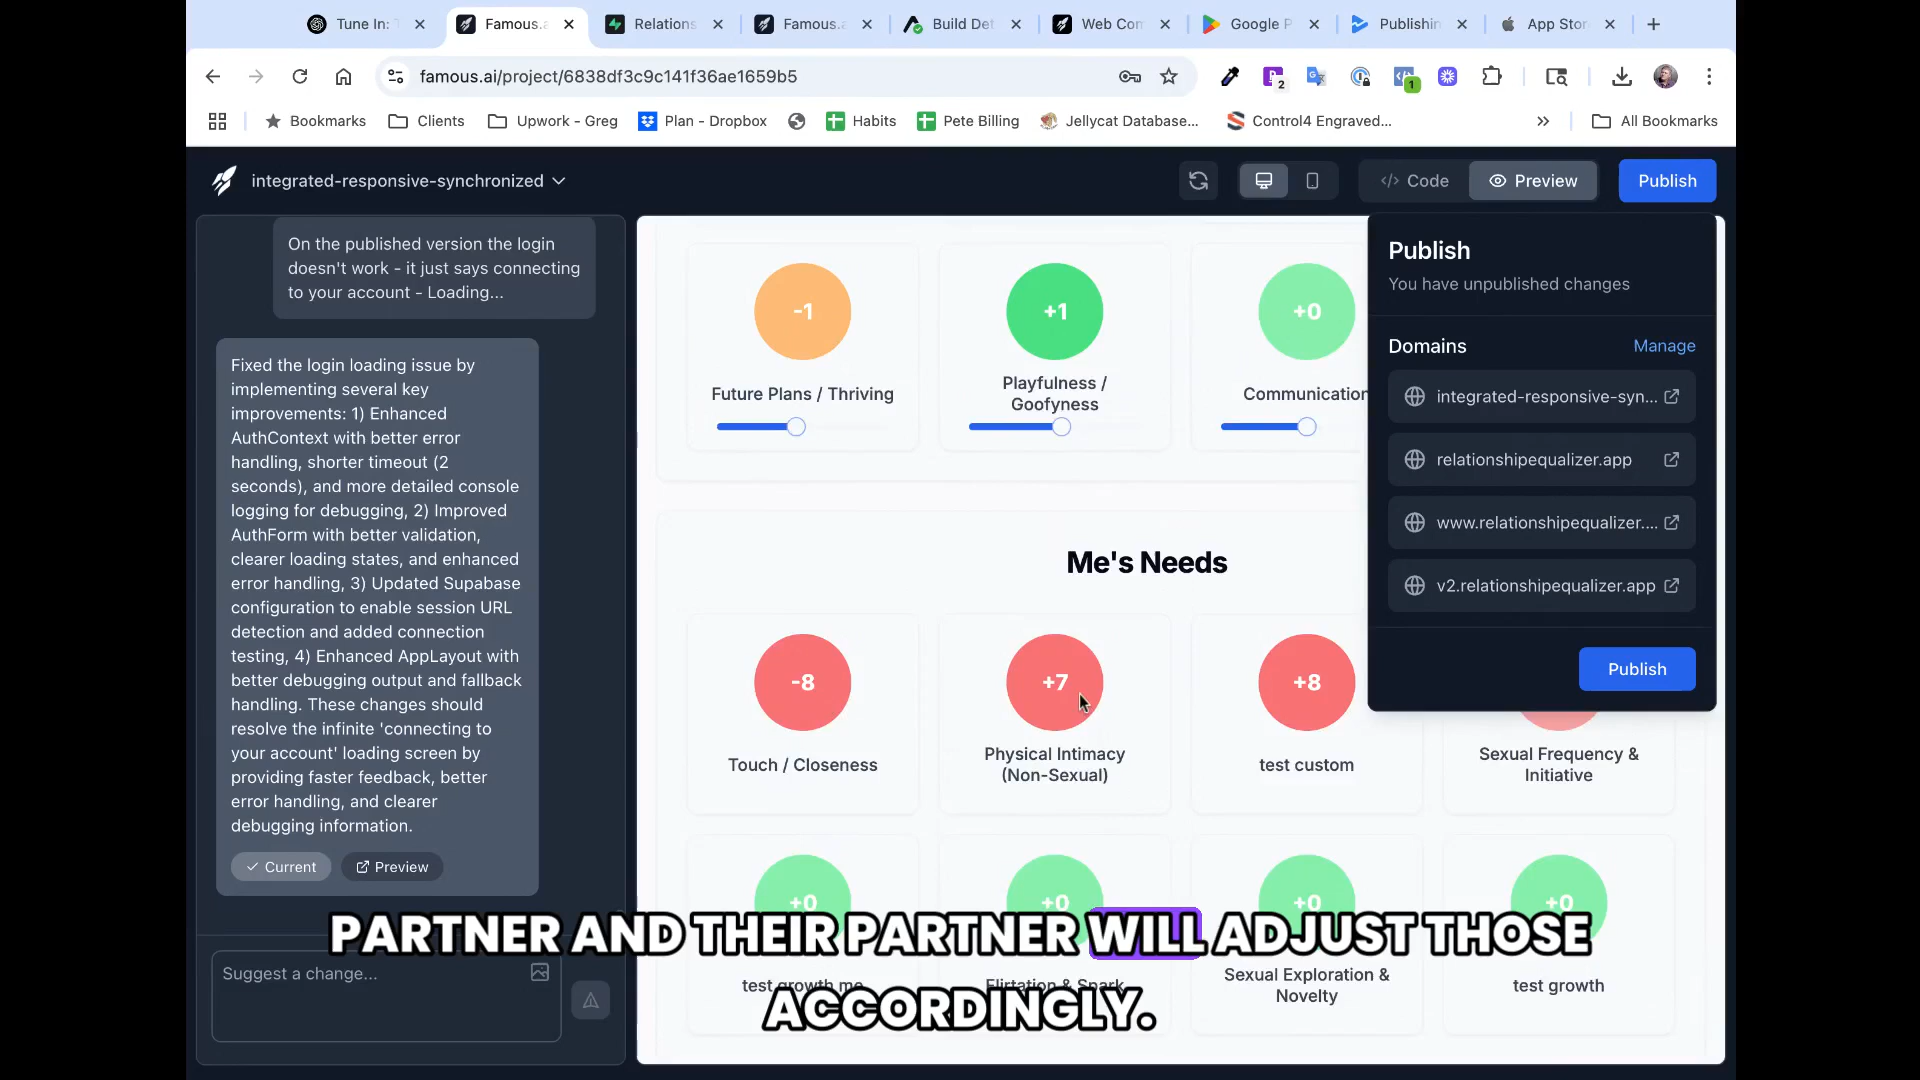 Tune In: T
Famous.a
Relations
Famous.a
Build Det
Web Com
Google P
Publishin
App Stor
famous.ai/project/6838df3c9c141f36ae1659b5
2
1
Bookmarks
Clients
Upwork - Greg
Plan - Dropbox
Habits
Pete Billing
Jellycat Database...
Control4 Engraved...
All Bookmarks
integrated-responsive-synchronized
Code
Preview
Publish
On the published version the login
doesn't work - it just says connecting
to your account - Loading...
Fixed the login loading issue by
implementing several key
improvements: 1) Enhanced
AuthContext with better error
handling, shorter timeout (2
seconds), and more detailed console
logging for debugging, 2) Improved
AuthForm with better validation,
clearer loading states, and enhanced
error handling, 3) Updated Supabase
configuration to enable session URL
detection and added connection
testing, 4) Enhanced AppLayout with
better debugging output and fallback
handling. These changes should
resolve the infinite 'connecting to
your account' loading screen by
providing faster feedback, better
error handling, and clearer
debugging information.
Current
Preview
Suggest a change...
-1
+1
+0
Future Plans / Thriving
Playfulness /
Goofyness
Communication
Me's Needs
-8
+7
+8
Touch / Closeness
Physical Intimacy
(Non-Sexual)
test custom
Sexual Frequency &
Initiative
+0
+0
+0
+0
test growth me
Flirtation & Spark
Sexual Exploration &
Novelty
test growth
Publish
You have unpublished changes
Domains
Manage
integrated-responsive-syn...
relationshipequalizer.app
www.relationshipequalizer....
v2.relationshipequalizer.app
Publish
PARTNER AND THEIR PARTNER WILL ADJUST THOSE
ACCORDINGLY.